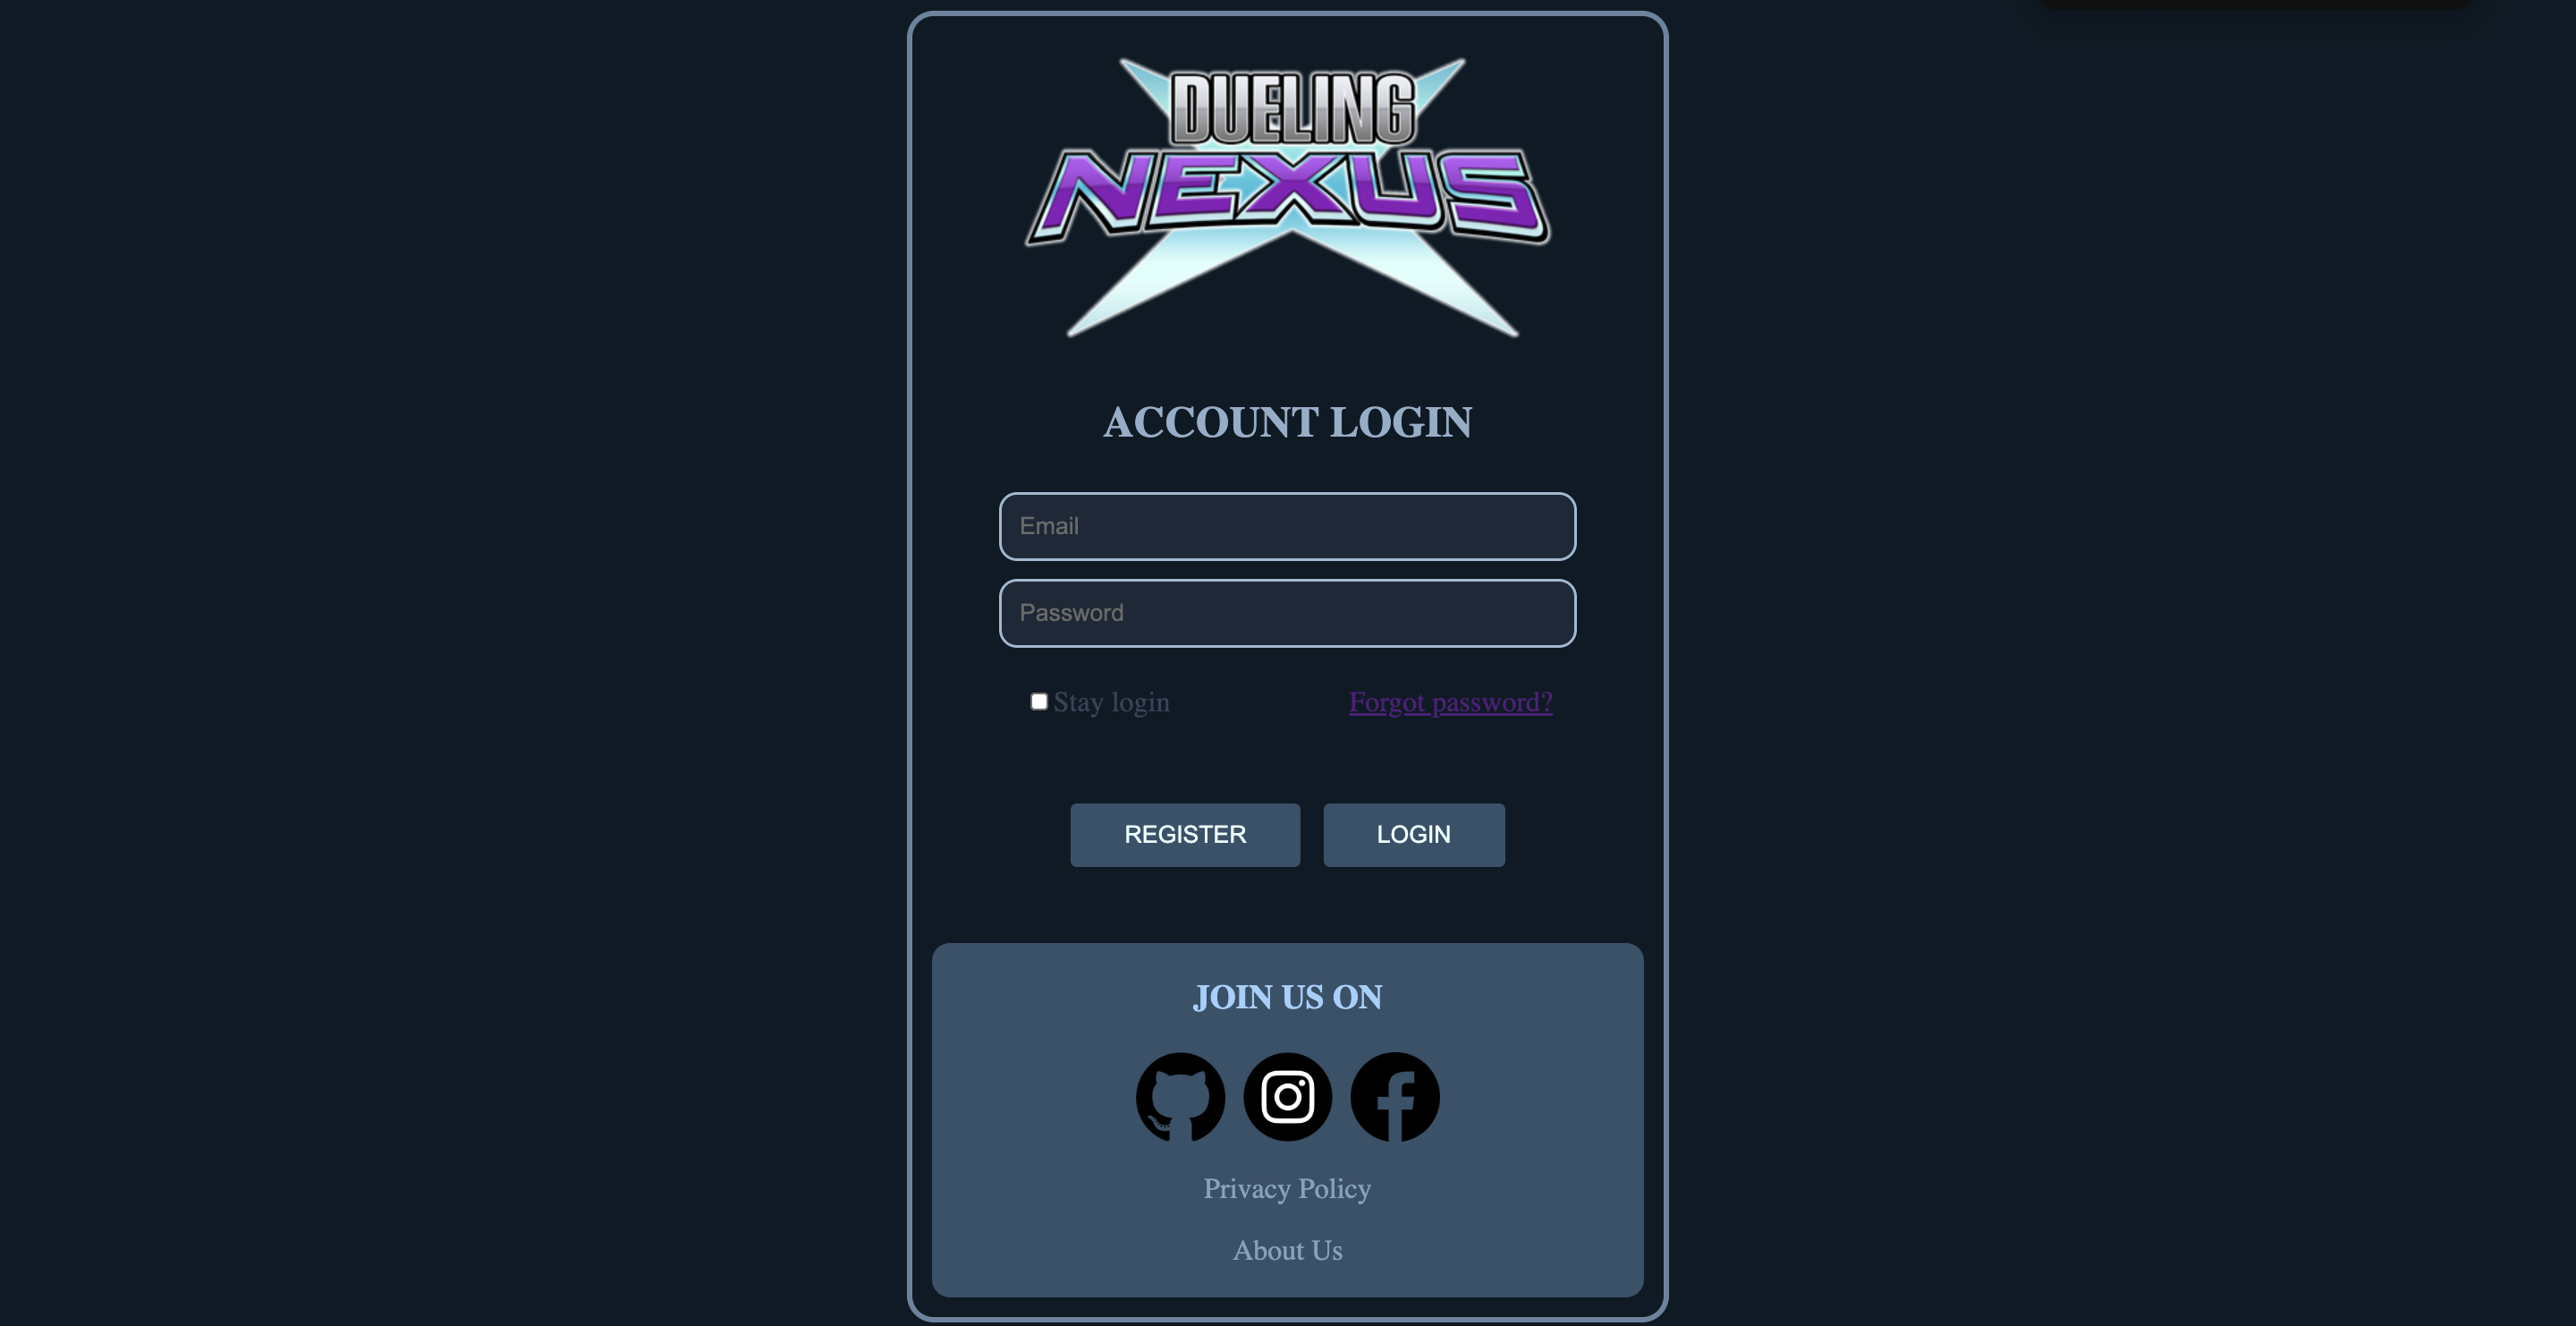 DUELING
NEXUS
ACCOUNT LOGIN
Email
Password
Stay login
Forgot password?
REGISTER
LOGIN
JOIN US ON
Privacy Policy
About Us